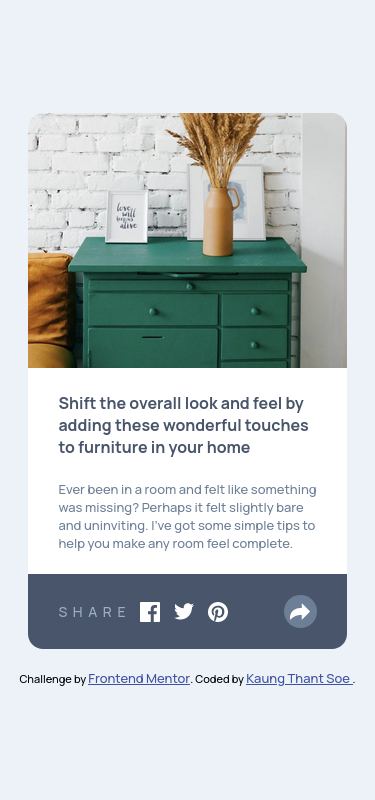 love
will
begins
alive
Shift the overall look and feel by
adding these wonderful touches
to furniture in your home
Ever been in a room and felt like something
was missing? Perhaps it felt slightly bare
and uninviting. I've got some simple tips to
help you make any room feel complete.
SHARE
Challenge by Frontend Mentor. Coded by Kaung Thant Soe .